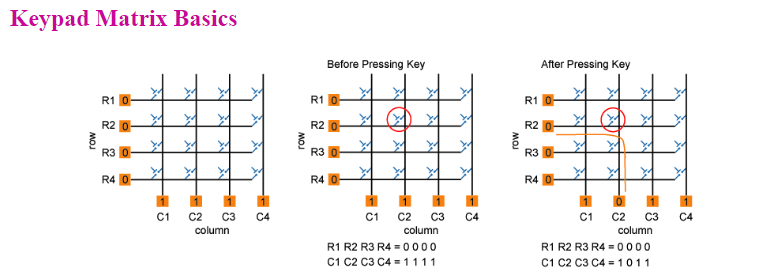 Keypad Matrix Basics
R1 0
R2 0
R3 0
R4 0
row
1 1 1 1
C1 C2 C3 C4
column
Before Pressing Key
R1 0
R2 0
R3 0
R4 0
row
1 1 1 1
C1 C2 C3 C4
column
R1 R2 R3 R4 = 0 0 0 0
C1 C2 C3 C4 = 1 1 1 1
After Pressing Key
R1 0
R2 0
R3 0
R4 0
row
1 0 1 1
C1 C2 C3 C4
column
R1 R2 R3 R4 = 0 0 0 0
C1 C2 C3 C4 = 1 0 1 1